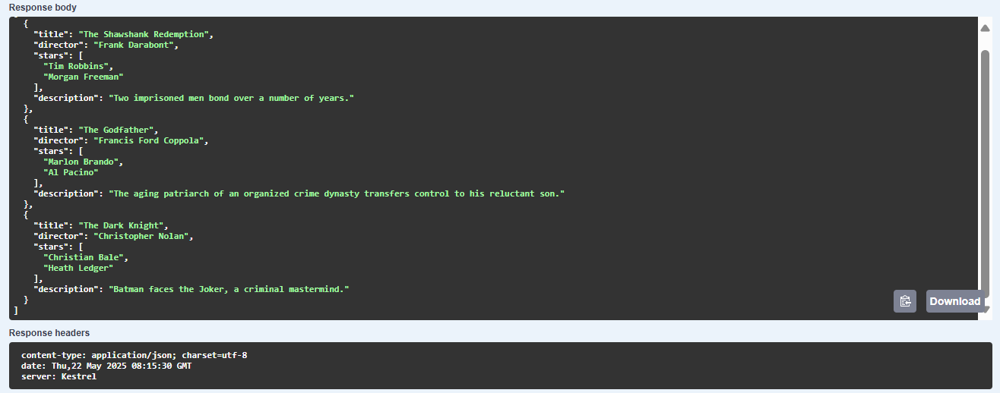 Response body
{
"title": "The Shawshank Redemption",
"director": "Frank Darabont",
"stars": [
"Tim Robbins",
"Morgan Freeman"
],
"description": "Two imprisoned men bond over a number of years."
},
{
"title": "The Godfather",
"director": "Francis Ford Coppola",
"stars": [
"Marlon Brando",
"Al Pacino"
],
"description": "The aging patriarch of an organized crime dynasty transfers control to his reluctant son."
},
{
"title": "The Dark Knight",
"director": "Christopher Nolan",
"stars": [
"Christian Bale",
"Heath Ledger"
],
"description": "Batman faces the Joker, a criminal mastermind."
}
]
Download
Response headers
content-type: application/json; charset=utf-8
date: Thu,22 May 2025 08:15:30 GMT
server: Kestrel